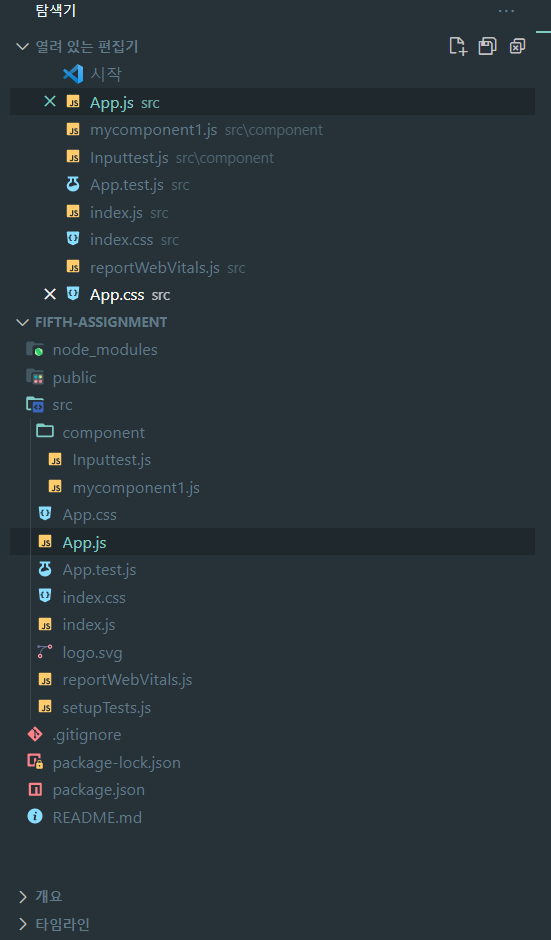 탐색기
열려 있는 편집기
시작
App.js src
mycomponent1.js src\component
Inputtest.js src\component
App.test.js src
index.js src
index.css src
reportWebVitals.js src
App.css src
FIFTH-ASSIGNMENT
node_modules
public
src
component
Inputtest.js
mycomponent1.js
App.css
App.js
App.test.js
index.css
index.js
logo.svg
reportWebVitals.js
setupTests.js
.gitignore
package-lock.json
package.json
README.md
개요
타임라인